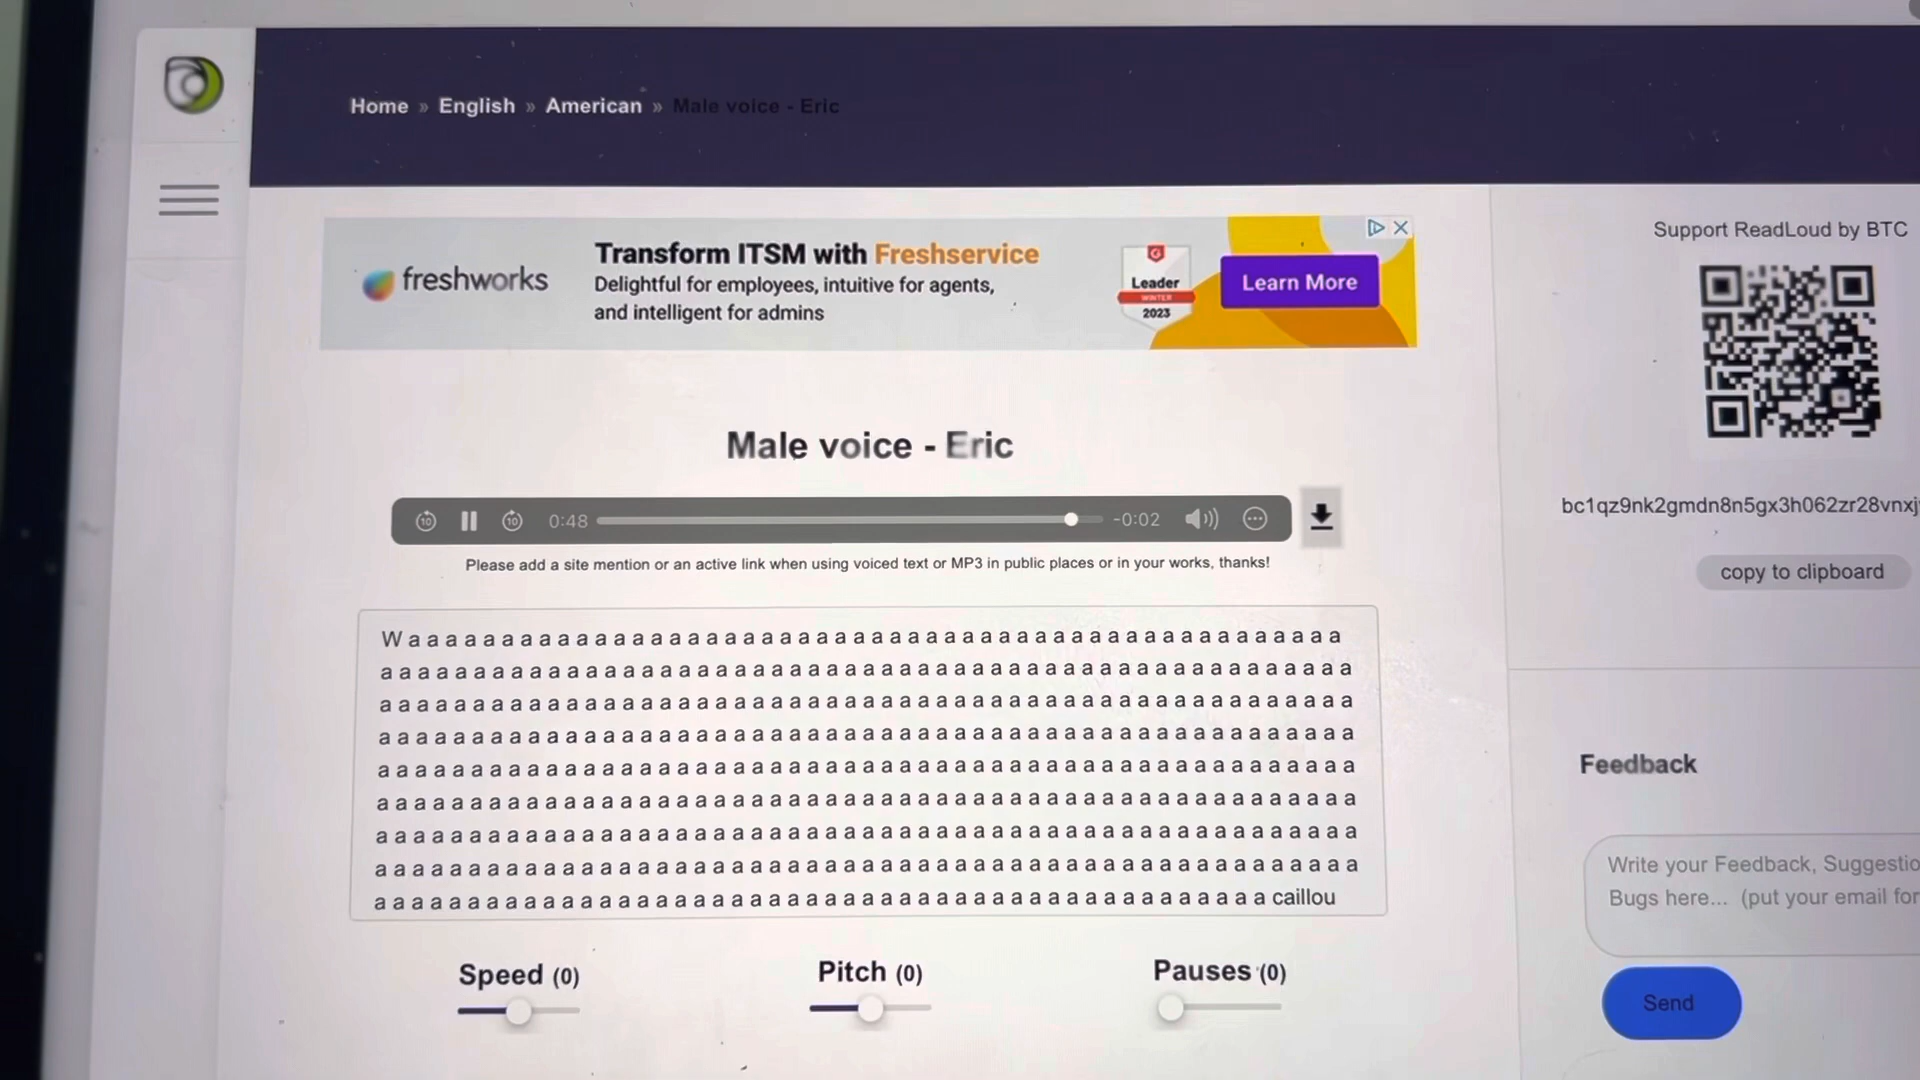 Home » English » American » Male voice - Eric
freshworks
Transform ITSM with Freshservice
Delightful for employees, intuitive for agents,
and intelligent for admins
Leader
WINTER
2023
Learn More
Support ReadLoud by BTC
bc1qz9nk2gmdn8n5gx3h062zr28vnxj
copy to clipboard
Male voice - Eric
10
10
0:48
-0:02
Please add a site mention or an active link when using voiced text or MP3 in public places or in your works, thanks!
W a a a a a a a a a a a a a a a a a a a a a a a a a a a a a a a a a a a a a a a a a a a a a a a a a a a
a a a a a a a a a a a a a a a a a a a a a a a a a a a a a a a a a a a a a a a a a a a a a a a a a a a a a
a a a a a a a a a a a a a a a a a a a a a a a a a a a a a a a a a a a a a a a a a a a a a a a a a a a a a
a a a a a a a a a a a a a a a a a a a a a a a a a a a a a a a a a a a a a a a a a a a a a a a a a a a a a
a a a a a a a a a a a a a a a a a a a a a a a a a a a a a a a a a a a a a a a a a a a a a a a a a a a a a
a a a a a a a a a a a a a a a a a a a a a a a a a a a a a a a a a a a a a a a a a a a a a a a a a a a a a
a a a a a a a a a a a a a a a a a a a a a a a a a a a a a a a a a a a a a a a a a a a a a a a a a a a a a
a a a a a a a a a a a a a a a a a a a a a a a a a a a a a a a a a a a a a a a a a a a a a a a a a a a a a
a a a a a a a a a a a a a a a a a a a a a a a a a a a a a a a a a a a a a a a a a a a a a a a a caillou
Speed (0)
Pitch (0)
Pauses (0)
Feedback
Write your Feedback, Suggestio
Bugs here... (put your email for
Send